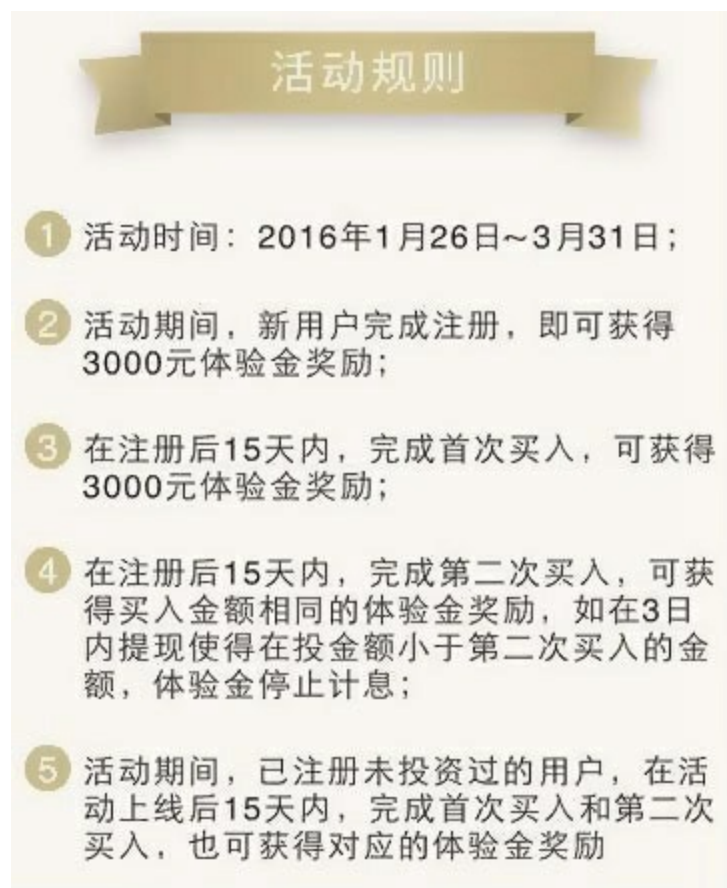 活动规则
1 活动时间：2016年1月26日~3月31日；
2 活动期间，新用户完成注册，即可获得
3000元体验金奖励；
3 在注册后15天内，完成首次买入，可获得
3000元体验金奖励；
4 在注册后15天内，完成第二次买入，可获
得买入金额相同的体验金奖励，如在3日
内提现使得在投金额小于第二次买入的金
额，体验金停止计息；
5 活动期间，已注册未投资过的用户，在活
动上线后15天内，完成首次买入和第二次
买入，也可获得对应的体验金奖励